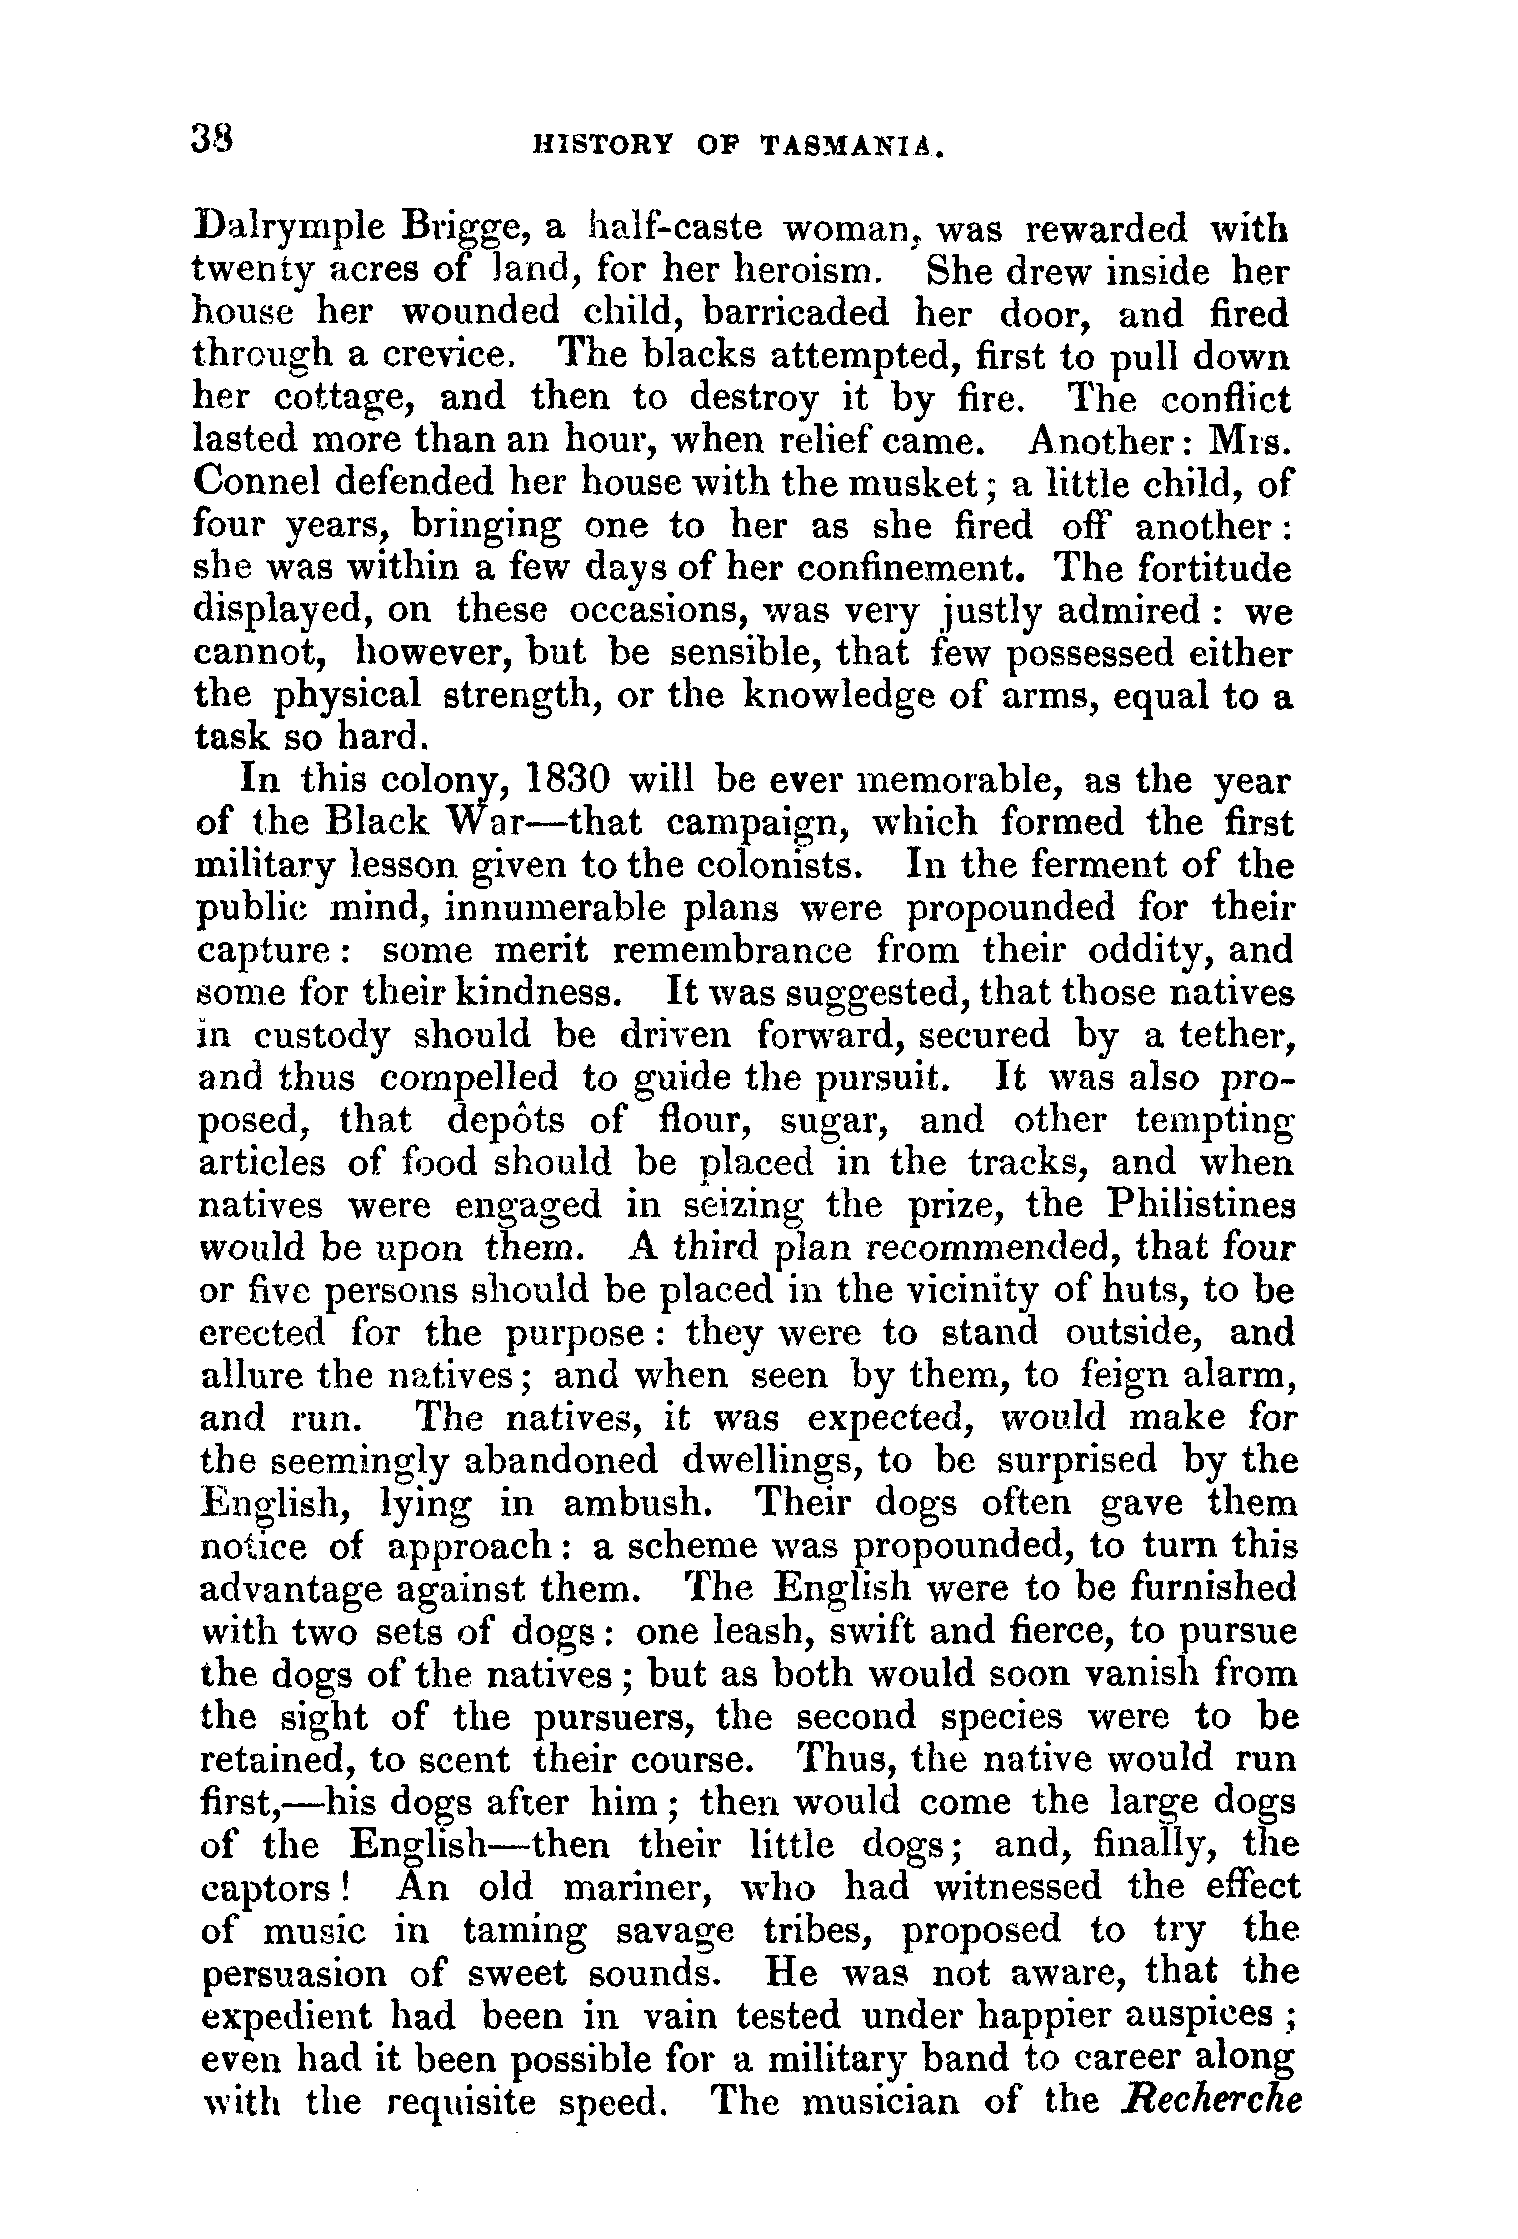 38 HISTORY OF TASMANIA.
Dalrymple Brigge, a half-caste woman, was rewarded with
twenty acres of land, for her heroism. She drew inside her
house her wounded child, barricaded her door, and fired
through a crevice. The blacks attempted, first to pull down
her cottage, and then to destroy it by fire. The conflict
lasted more than an hour, when relief came. Another: Mrs.
Connel defended her house with the musket; a little child, of
four years, bringing one to her as she fired off another:
she was within a few days of her confinement. The fortitude
displayed, on these occasions, was very justly admired: we
cannot, however, but be sensible, that few possessed either
the physical strength, or the knowledge of arms, equal to a
task so hard.
In this colony, 1830 will be ever memorable, as the year
of the Black War—that campaign, which formed the first
military lesson given to the colonists. In the ferment of the
public mind, innumerable plans were propounded for their
capture: some merit remembrance from their oddity, and
some for their kindness. It was suggested, that those natives
in custody should be driven forward, secured by a tether,
and thus compelled to guide the pursuit. It was also pro-
posed, that depôts of flour, sugar, and other tempting
articles of food should be placed in the tracks, and when
natives were engaged in seizing the prize, the Philistines
would be upon them. A third plan recommended, that four
or five persons should be placed in the vicinity of huts, to be
erected for the purpose: they were to stand outside, and
allure the natives; and when seen by them, to feign alarm,
and run. The natives, it was expected, would make for
the seemingly abandoned dwellings, to be surprised by the
English, lying in ambush. Their dogs often gave them
notice of approach: a scheme was propounded, to turn this
advantage against them. The English were to be furnished
with two sets of dogs: one leash, swift and fierce, to pursue
the dogs of the natives; but as both would soon vanish from
the sight of the pursuers, the second species were to be
retained, to scent their course. Thus, the native would run
first,—his dogs after him; then would come the large dogs
of the English—then their little dogs; and, finally, the
captors! An old mariner, who had witnessed the effect
of music in taming savage tribes, proposed to try the
persuasion of sweet sounds. He was not aware, that the
expedient had been in vain tested under happier auspices;
even had it been possible for a military band to career along
with the requisite speed. The musician of the Recherche